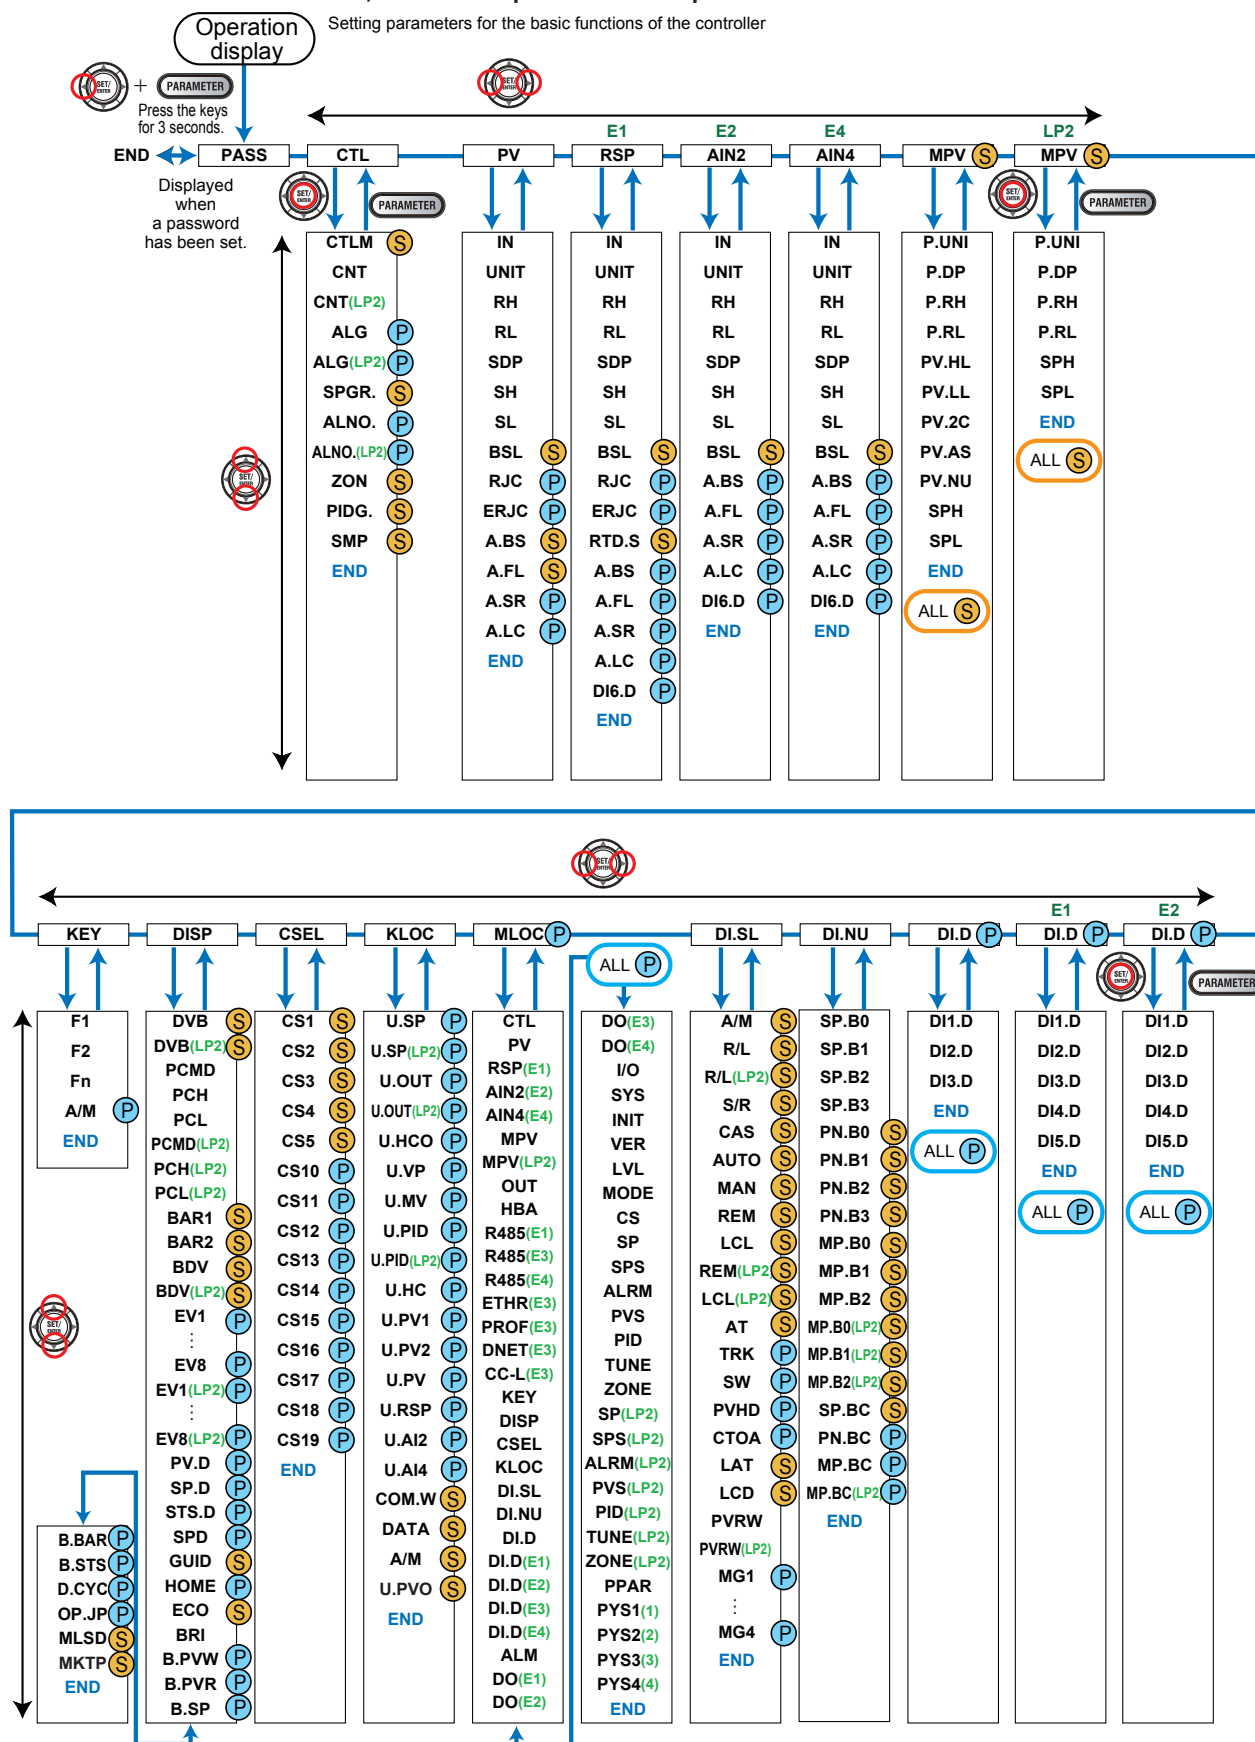 Setting parameters for the basic functions of the controller
Operation
display
SET/
ENTER
+
PARAMETER
Press the keys
for 3 seconds.
SET/
ENTER
E1
E2
E4
LP2
END
PASS
CTL
PV
RSP
AIN2
AIN4
MPV S
MPV S
Displayed
when
a password
has been set.
SET/
ENTER
PARAMETER
SET/
ENTER
PARAMETER
SET/
ENTER
CTLM S
CNT
CNT(LP2)
ALG P
ALG(LP2) P
SPGR. S
ALNO. P
ALNO.(LP2) P
ZON S
PIDG. S
SMP S
END
IN
UNIT
RH
RL
SDP
SH
SL
BSL S
RJC P
ERJC P
A.BS S
A.FL S
A.SR P
A.LC P
END
IN
UNIT
RH
RL
SDP
SH
SL
BSL S
RJC P
ERJC P
RTD.S S
A.BS P
A.FL P
A.SR P
A.LC P
DI6.D P
END
IN
UNIT
RH
RL
SDP
SH
SL
BSL S
A.BS P
A.FL P
A.SR P
A.LC P
DI6.D P
END
IN
UNIT
RH
RL
SDP
SH
SL
BSL S
A.BS P
A.FL P
A.SR P
A.LC P
DI6.D P
END
P.UNI
P.DP
P.RH
P.RL
PV.HL
PV.LL
PV.2C
PV.AS
PV.NU
SPH
SPL
END
ALL S
P.UNI
P.DP
P.RH
P.RL
SPH
SPL
END
ALL S
SET/
ENTER
E1
E2
KEY
DISP
CSEL
KLOC
MLOC P
DI.SL
DI.NU
DI.D P
DI.D P
DI.D P
ALL P
SET/
ENTER
PARAMETER
SET/
ENTER
F1
F2
Fn
A/M P
END
DVB S
DVB(LP2) S
PCMD
PCH
PCL
PCMD(LP2)
PCH(LP2)
PCL(LP2)
BAR1 S
BAR2 S
BDV S
BDV(LP2) S
EV1 P
⋮
EV8 P
EV1(LP2) P
⋮
EV8(LP2) P
PV.D P
SP.D P
STS.D P
SPD P
GUID S
HOME P
ECO S
BRI
B.PVW P
B.PVR P
B.SP P
B.BAR P
B.STS P
D.CYC P
OP.JP P
MLSD S
MKTP S
END
CS1 S
CS2 S
CS3 S
CS4 S
CS5 S
CS10 P
CS11 P
CS12 P
CS13 P
CS14 P
CS15 P
CS16 P
CS17 P
CS18 P
CS19 P
END
U.SP P
U.SP(LP2) P
U.OUT P
U.OUT(LP2) P
U.HCO P
U.VP P
U.MV P
U.PID P
U.PID(LP2) P
U.HC P
U.PV1 P
U.PV2 P
U.PV P
U.RSP P
U.AI2 P
U.AI4 P
COM.W S
DATA S
A/M S
U.PVO S
END
CTL
PV
RSP(E1)
AIN2(E2)
AIN4(E4)
MPV
MPV(LP2)
OUT
HBA
R485(E1)
R485(E3)
R485(E4)
ETHR(E3)
PROF(E3)
DNET(E3)
CC-L(E3)
KEY
DISP
CSEL
KLOC
DI.SL
DI.NU
DI.D
DI.D(E1)
DI.D(E2)
DI.D(E3)
DI.D(E4)
ALM
DO(E1)
DO(E2)
DO(E3)
DO(E4)
I/O
SYS
INIT
VER
LVL
MODE
CS
SP
SPS
ALRM
PVS
PID
TUNE
ZONE
SP(LP2)
SPS(LP2)
ALRM(LP2)
PVS(LP2)
PID(LP2)
TUNE(LP2)
ZONE(LP2)
PPAR
PYS1(1)
PYS2(2)
PYS3(3)
PYS4(4)
END
A/M S
R/L S
R/L(LP2) S
S/R S
CAS S
AUTO S
MAN S
REM S
LCL S
REM(LP2) S
LCL(LP2) S
AT S
TRK P
SW P
PVHD P
CTOA P
LAT S
LCD S
PVRW
PVRW(LP2)
MG1 P
⋮
MG4 P
END
SP.B0
SP.B1
SP.B2
SP.B3
PN.B0 S
PN.B1 S
PN.B2 S
PN.B3 S
MP.B0 S
MP.B1 S
MP.B2 S
MP.B0(LP2) S
MP.B1(LP2) S
MP.B2(LP2) S
SP.BC S
PN.BC P
MP.BC P
MP.BC(LP2) P
END
DI1.D
DI2.D
DI3.D
END
ALL P
DI1.D
DI2.D
DI3.D
DI4.D
DI5.D
END
ALL P
DI1.D
DI2.D
DI3.D
DI4.D
DI5.D
END
ALL P